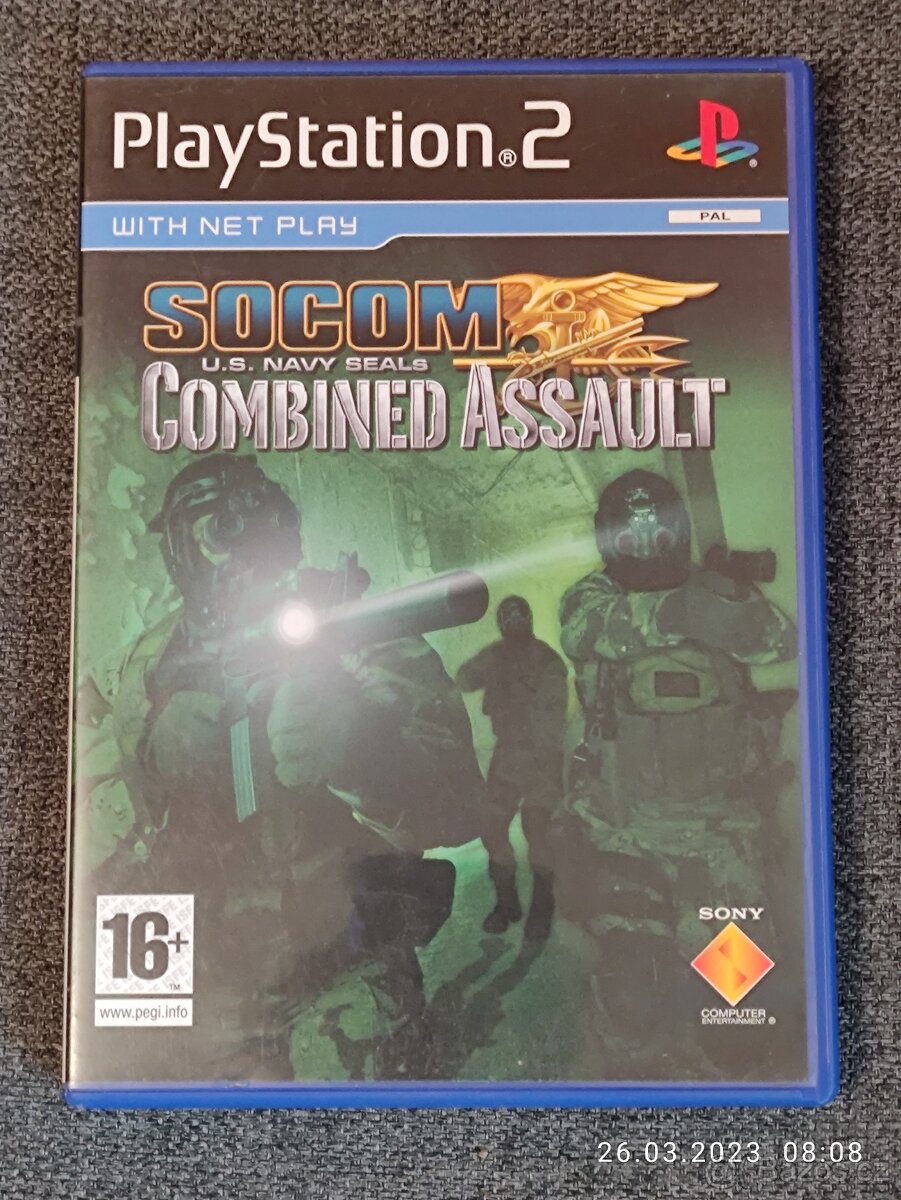 PlayStation®2
WITH NET PLAY
PAL
SOCOM
U.S. NAVY SEALs
COMBINED ASSAULT
16+
TM
www.pegi.info
SONY
COMPUTER
ENTERTAINMENT ®
26.03.2023 08:08